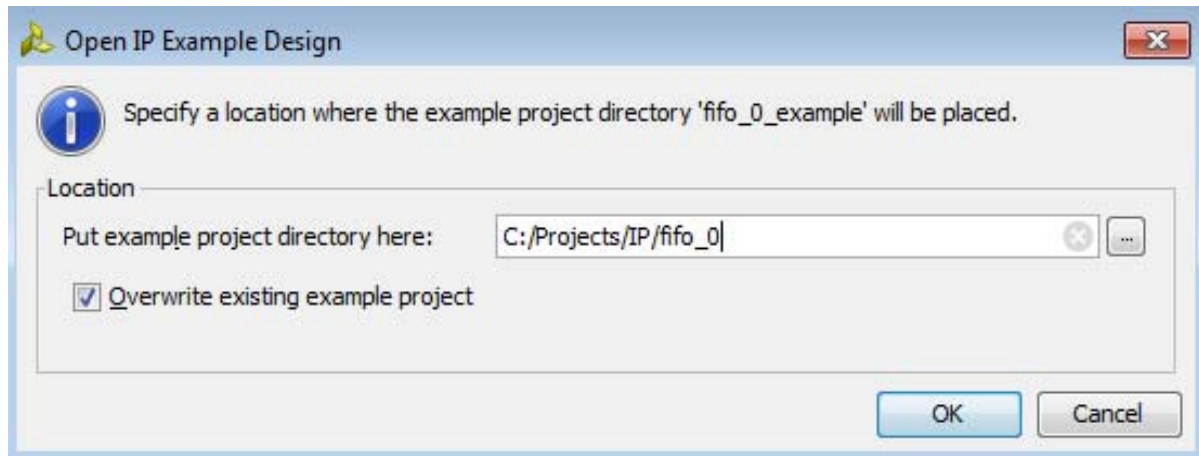 Open IP Example Design
Specify a location where the example project directory 'fifo_0_example' will be placed.
Location
Put example project directory here:
C:/Projects/IP/fifo_0
...
Overwrite existing example project
OK
Cancel